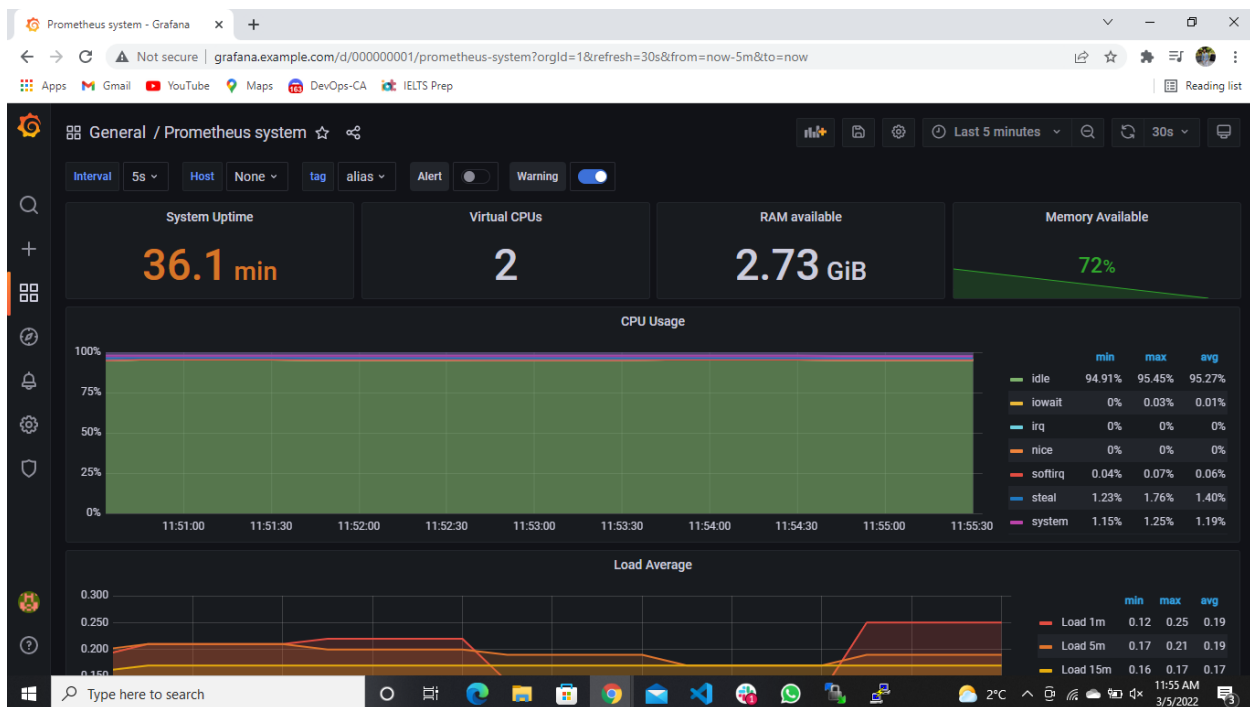 Prometheus system - Grafana
Not secure | grafana.example.com/d/000000001/prometheus-system?orgId=1&refresh=30s&from=now-5m&to=now
Apps Gmail YouTube Maps DevOps-CA IELTS Prep Reading list
General / Prometheus system Last 5 minutes 30s
Interval 5s Host None tag alias Alert Warning
System Uptime Virtual CPUs RAM available Memory Available
36.1 min 2 2.73 GiB 72%
CPU Usage
100%
75%
50%
25%
0%
11:51:00 11:51:30 11:52:00 11:52:30 11:53:00 11:53:30 11:54:00 11:54:30 11:55:00 11:55:30
min max avg
idle 94.91% 95.45% 95.27%
iowait 0% 0.03% 0.01%
irq 0% 0% 0%
nice 0% 0% 0%
softirq 0.04% 0.07% 0.06%
steal 1.23% 1.76% 1.40%
system 1.15% 1.25% 1.19%
Load Average
0.300
0.250
0.200
0.150
min max avg
Load 1m 0.12 0.25 0.19
Load 5m 0.17 0.21 0.19
Load 15m 0.16 0.17 0.17
Type here to search 2°C 11:55 AM
3/5/2022